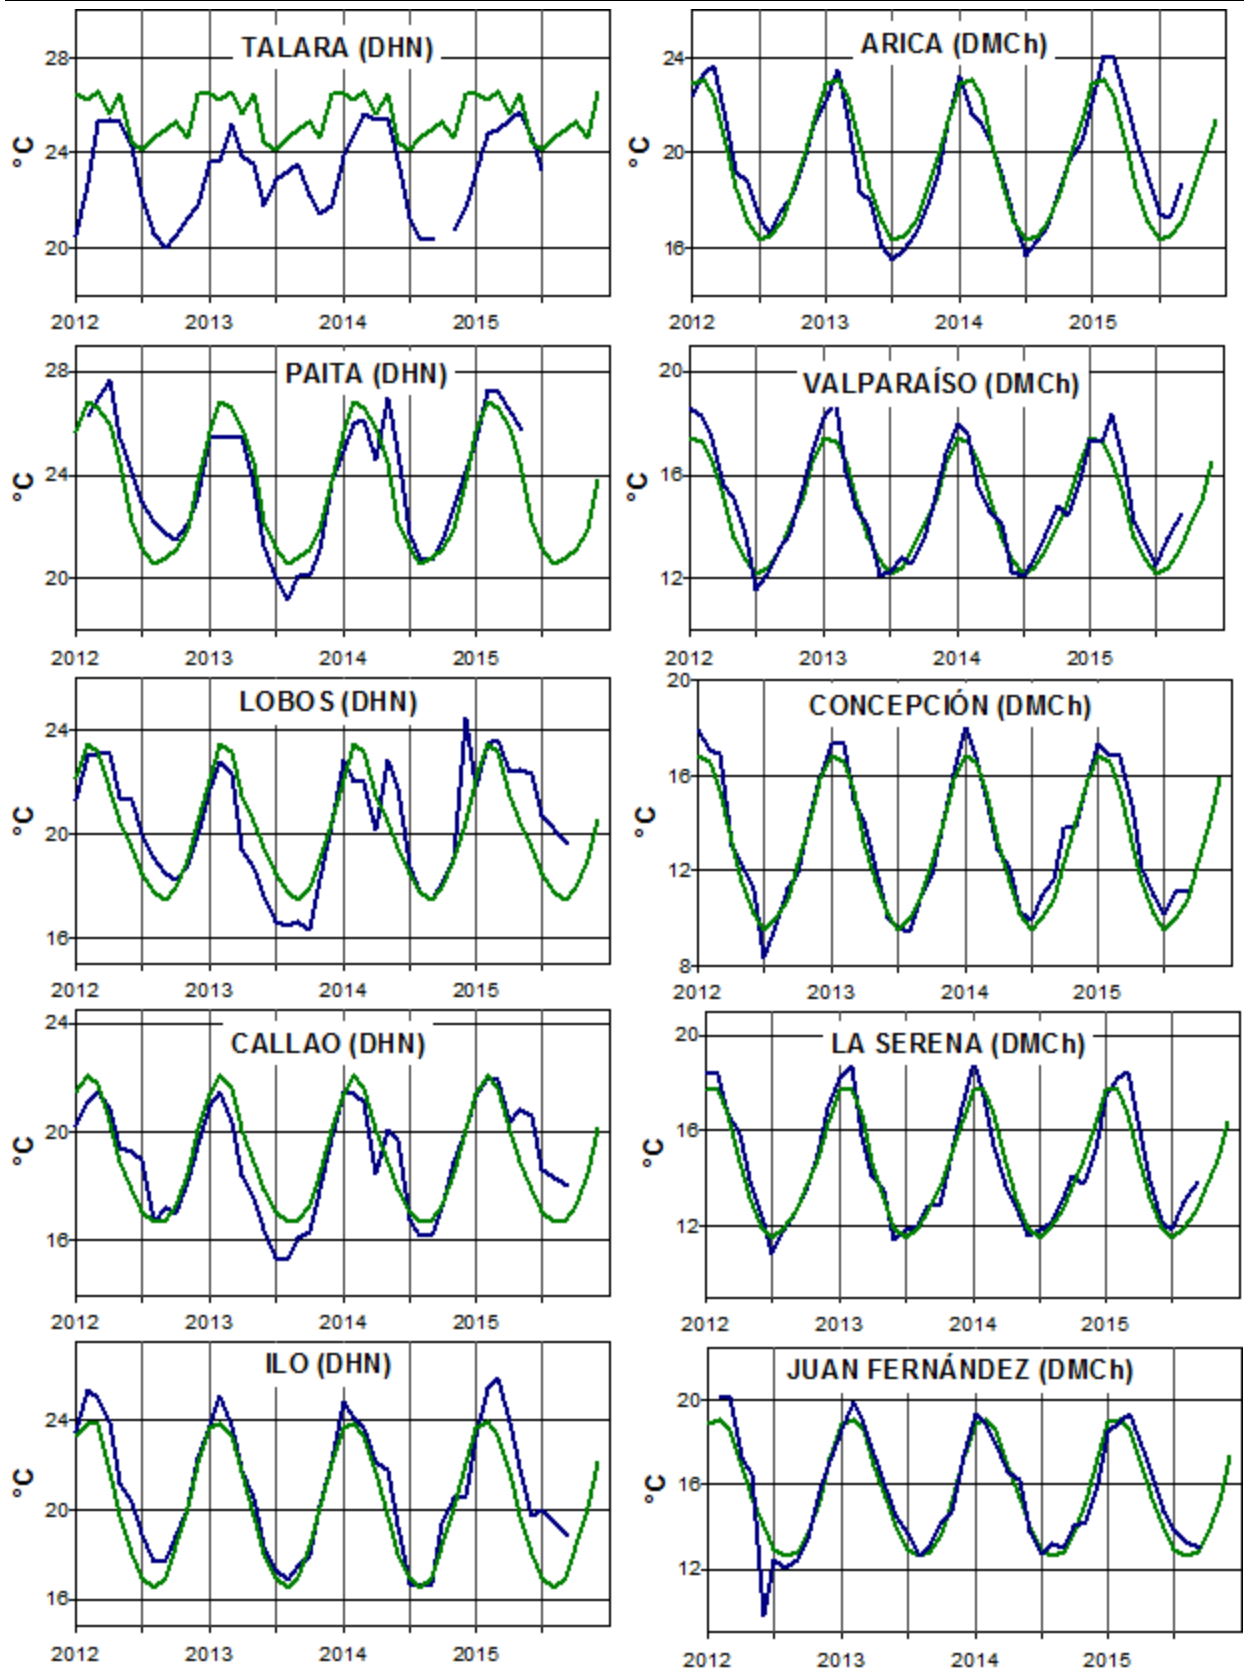 TALARA (DHN)
28
24
20
°C
2012 2013 2014 2015
ARICA (DMCh)
24
20
16
°C
2012 2013 2014 2015
PAITA (DHN)
28
24
20
°C
2012 2013 2014 2015
VALPARAÍSO (DMCh)
20
16
12
°C
2012 2013 2014 2015
LOBOS (DHN)
24
20
16
°C
2012 2013 2014 2015
CONCEPCIÓN (DMCh)
20
16
12
8
°C
2012 2013 2014 2015
CALLAO (DHN)
24
20
16
°C
2012 2013 2014 2015
LA SERENA (DMCh)
20
16
12
°C
2012 2013 2014 2015
ILO (DHN)
24
20
16
°C
2012 2013 2014 2015
JUAN FERNÁNDEZ (DMCh)
20
16
12
°C
2012 2013 2014 2015